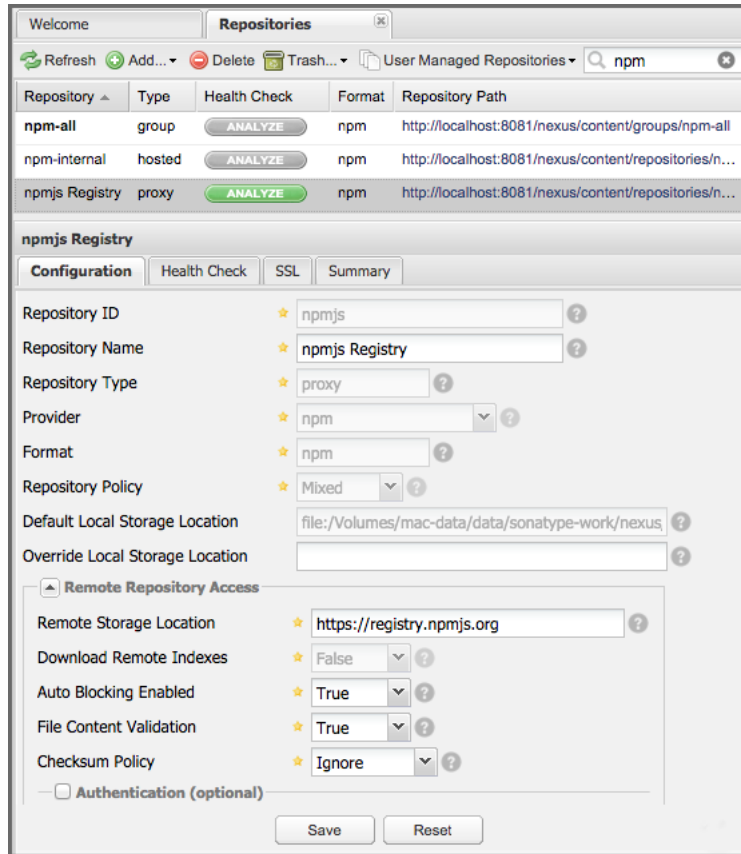 Welcome Repositories
Refresh Add... Delete Trash... User Managed Repositories npm
Repository Type Health Check Format Repository Path
npm-all group ANALYZE npm http://localhost:8081/nexus/content/groups/npm-all
npm-internal hosted ANALYZE npm http://localhost:8081/nexus/content/repositories/n...
npmjs Registry proxy ANALYZE npm http://localhost:8081/nexus/content/repositories/n...
npmjs Registry
Configuration Health Check SSL Summary
Repository ID npmjs
Repository Name npmjs Registry
Repository Type proxy
Provider npm
Format npm
Repository Policy Mixed
Default Local Storage Location file:/Volumes/mac-data/data/sonatype-work/nexus/
Override Local Storage Location
Remote Repository Access
Remote Storage Location https://registry.npmjs.org
Download Remote Indexes False
Auto Blocking Enabled True
File Content Validation True
Checksum Policy Ignore
Authentication (optional)
Save Reset